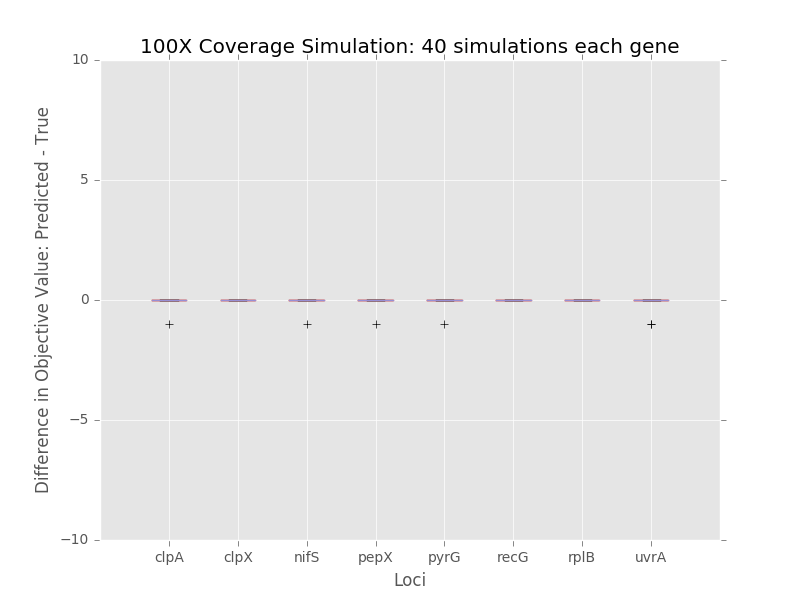 100X Coverage Simulation: 40 simulations each gene
Difference in Objective Value: Predicted - True
10
5
0
−5
−10
clpA clpX nifS pepX pyrG recG rplB uvrA
Loci